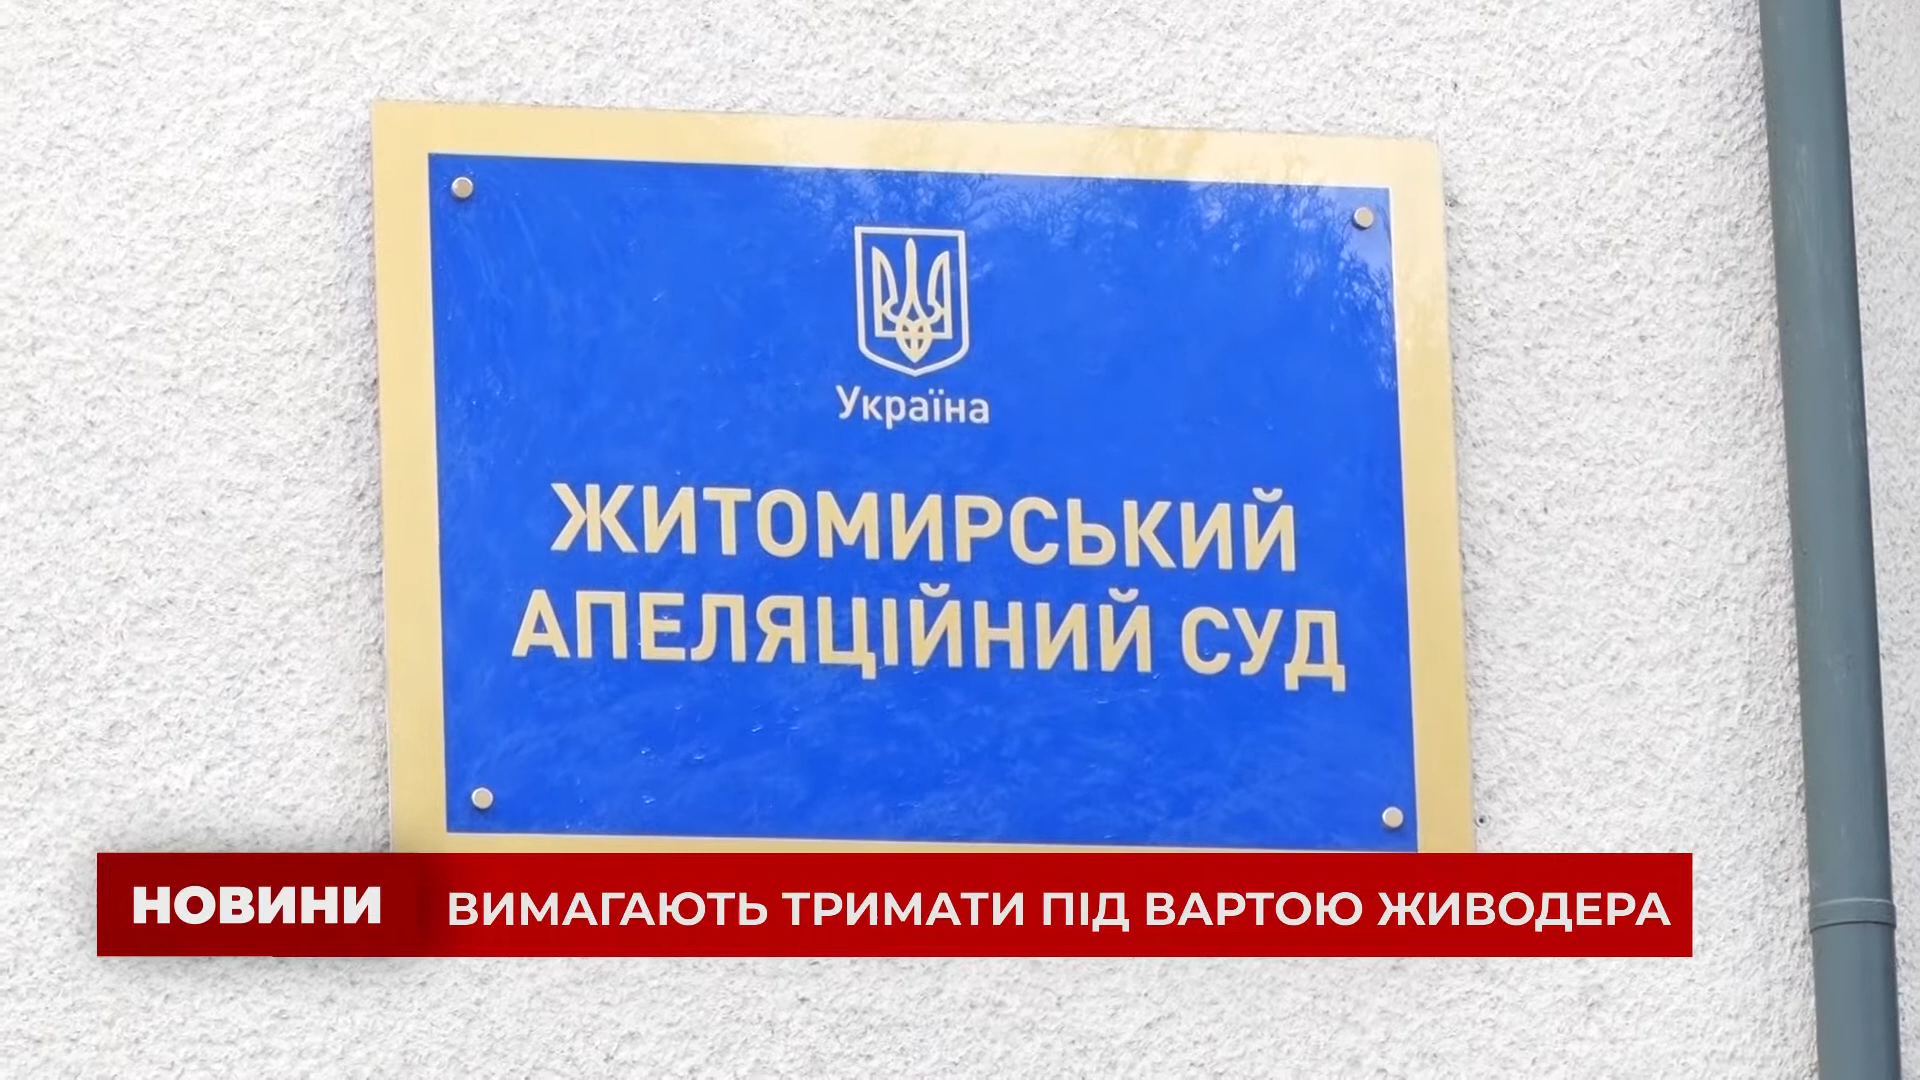 Україна
ЖИТОМИРСЬКИЙ
АПЕЛЯЦІЙНИЙ СУД
НОВИНИ
ВИМАГАЮТЬ ТРИМАТИ ПІД ВАРТОЮ ЖИВОДЕРА